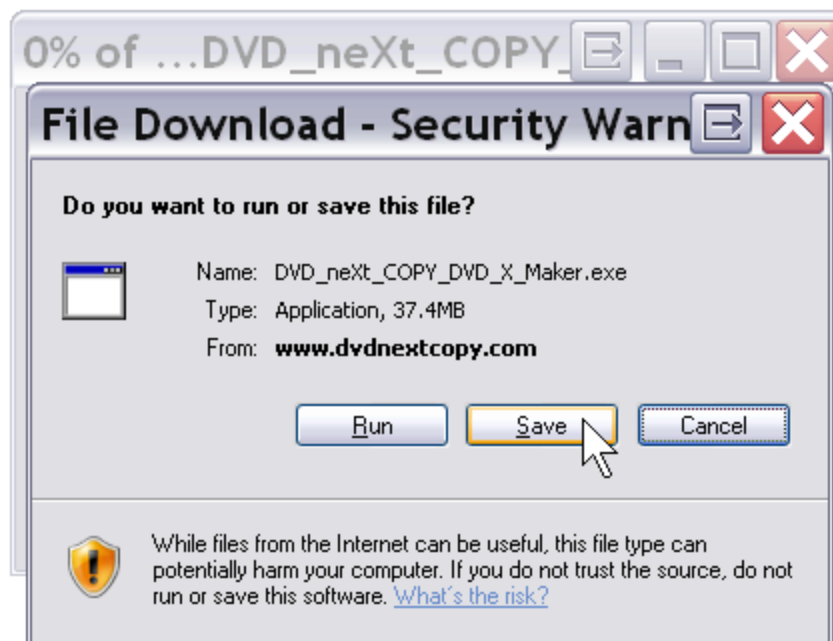 0% of ...DVD_neXt_COPY_
File Download - Security Warn
Do you want to run or save this file?
Name: DVD_neXt_COPY_DVD_X_Maker.exe
Type: Application, 37.4MB
From: www.dvdnextcopy.com
Run Save Cancel
While files from the Internet can be useful, this file type can
potentially harm your computer. If you do not trust the source, do not
run or save this software. What's the risk?